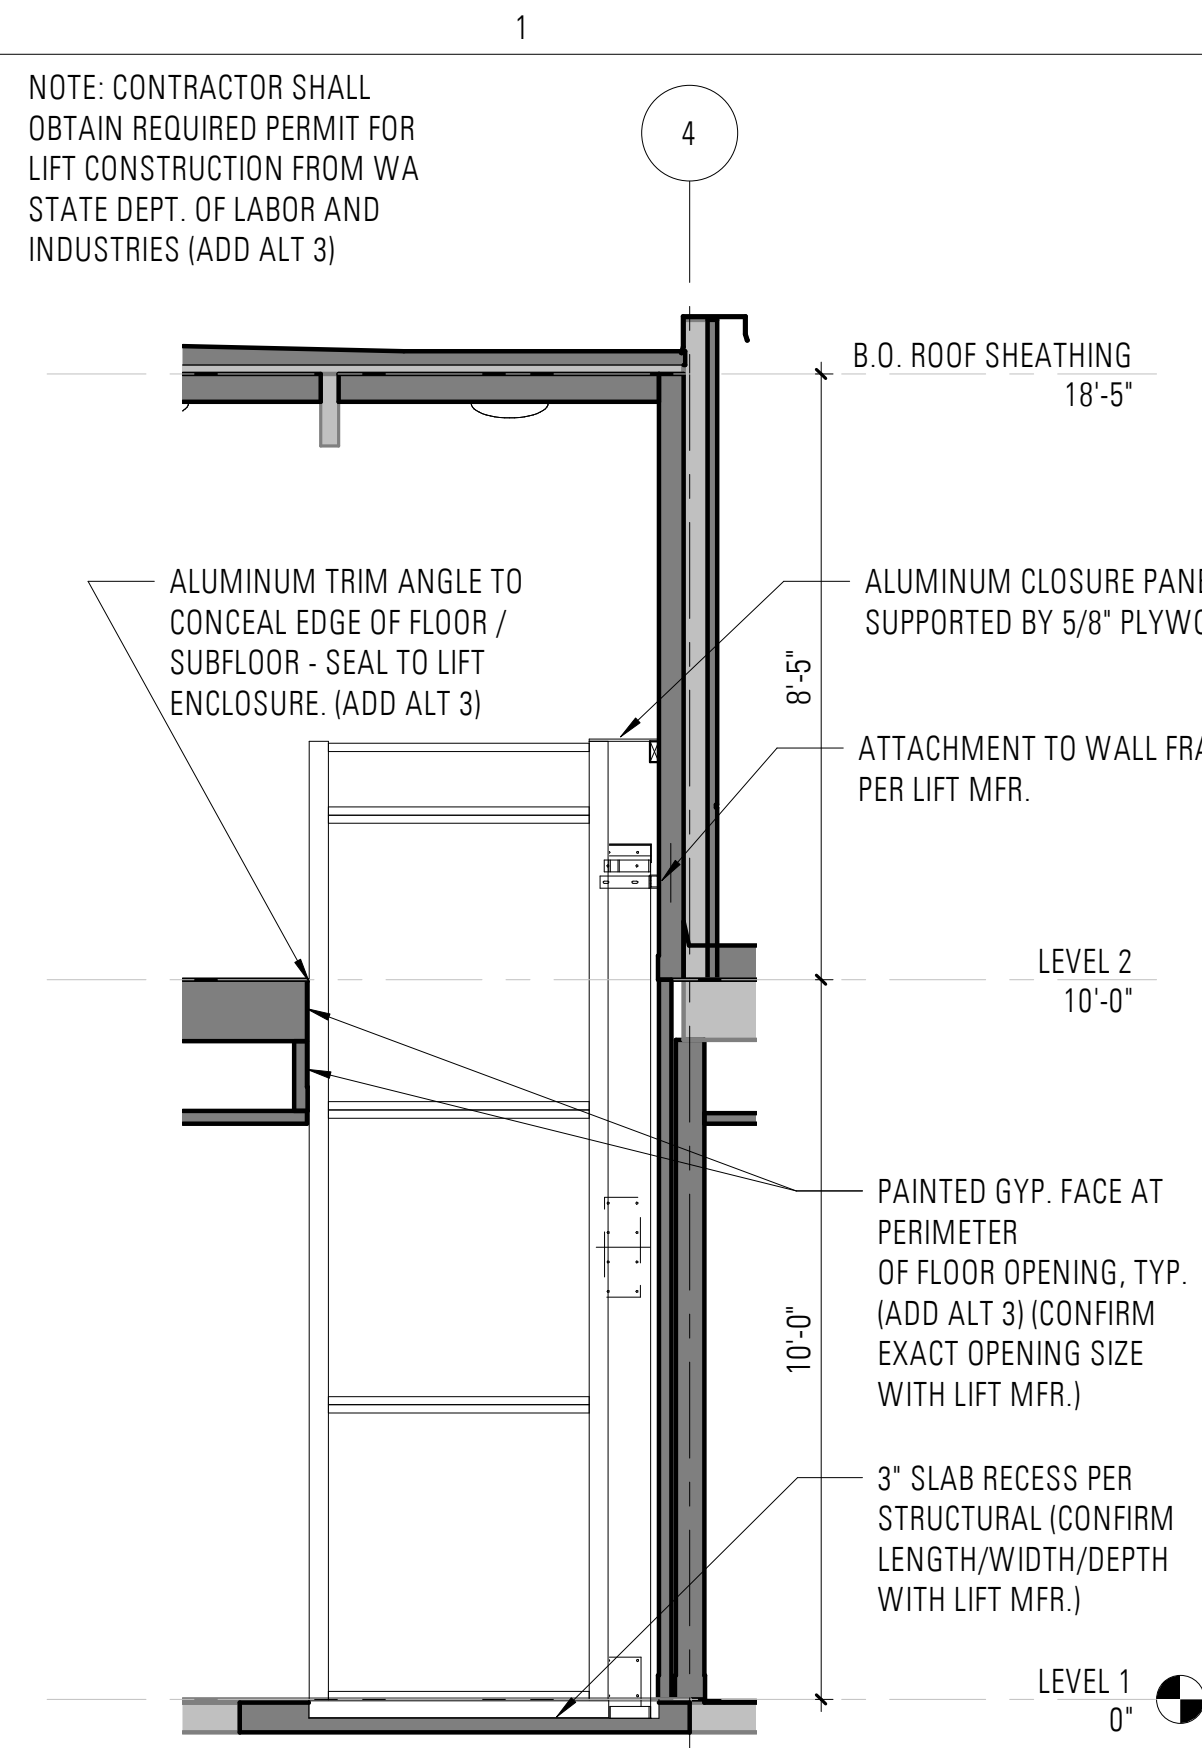 1
NOTE: CONTRACTOR SHALL
OBTAIN REQUIRED PERMIT FOR
LIFT CONSTRUCTION FROM WA
STATE DEPT. OF LABOR AND
INDUSTRIES (ADD ALT 3)
4
B.O. ROOF SHEATHING
18'-5"
ALUMINUM TRIM ANGLE TO
CONCEAL EDGE OF FLOOR /
SUBFLOOR - SEAL TO LIFT
ENCLOSURE. (ADD ALT 3)
ALUMINUM CLOSURE
SUPPORTED BY 5/8"
8'-5"
ATTACHMENT TO WALL
PER LIFT MFR.
LEVEL 2
10'-0"
PAINTED GYP. FACE AT
PERIMETER
OF FLOOR OPENING, TYP.
(ADD ALT 3) (CONFIRM
EXACT OPENING SIZE
WITH LIFT MFR.)
10'-0"
3" SLAB RECESS PER
STRUCTURAL (CONFIRM
LENGTH/WIDTH/DEPTH
WITH LIFT MFR.)
LEVEL 1
0"